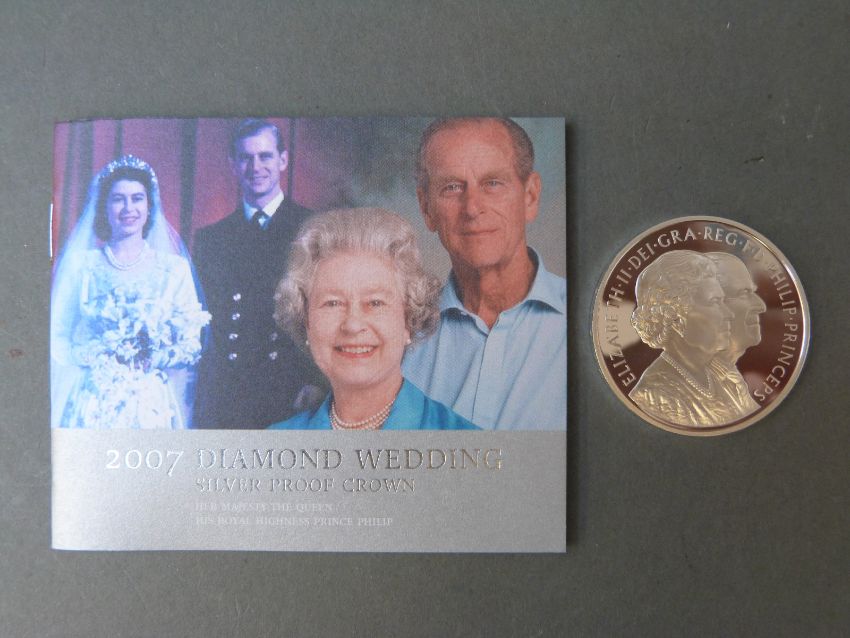 2007 DIAMOND WEDDING
SILVER PROOF CROWN
HER MAJESTY THE QUEEN
HIS ROYAL HIGHNESS PRINCE PHILIP
ELIZABETH·II·DEI·GRA·REG·F·D·PHILIP·PRINCEPS